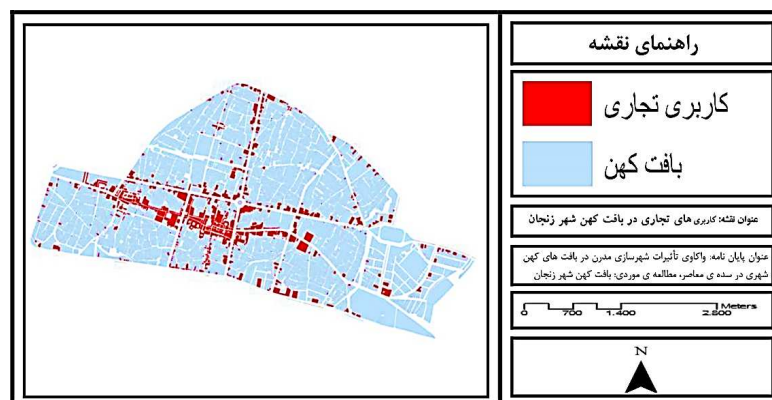 راهنمای نقشه
کاربری تجاری
بافت کهن
عنوان نقشه: کاربری های تجاری در بافت کهن شهر زنجان
عنوان پایان نامه: واکاوی تأثیرات شهرسازی مدرن در بافت های کهن
شهری در سده ی معاصر، مطالعه ی موردی: بافت کهن شهر زنجان
Meters
0 700 1.400 2.800
N